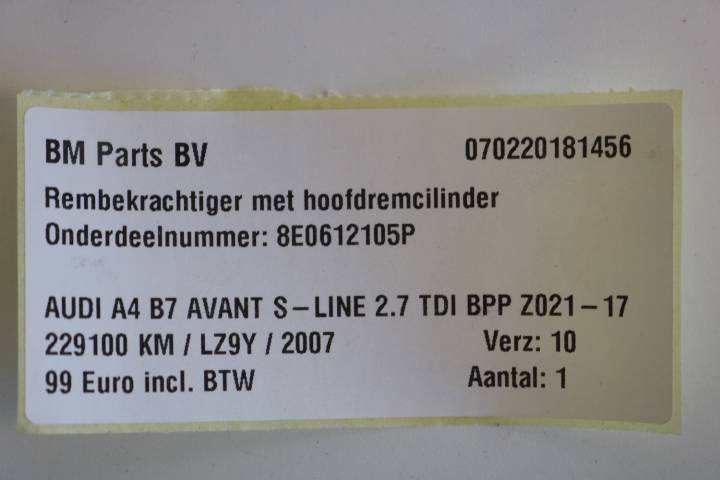 BM Parts BV 070220181456
Rembekrachtiger met hoofdremcilinder
Onderdeelnummer: 8E0612105P
AUDI A4 B7 AVANT S-LINE 2.7 TDI BPP Z021-17
229100 KM / LZ9Y / 2007 Verz: 10
99 Euro incl. BTW Aantal: 1